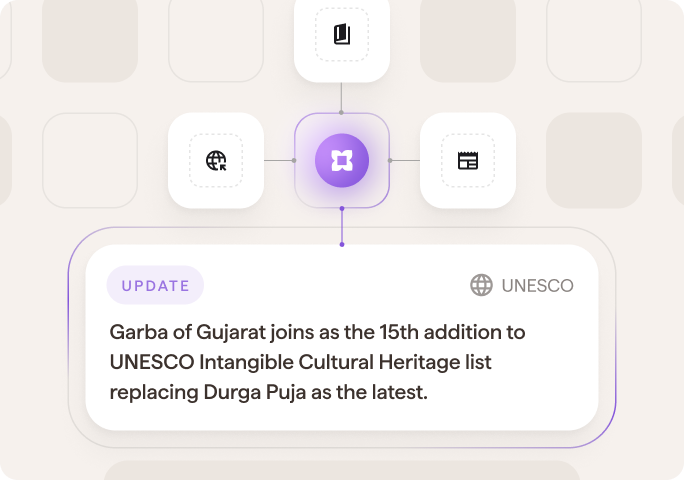 UPDATE
UNESCO
Garba of Gujarat joins as the 15th addition to
UNESCO Intangible Cultural Heritage list
replacing Durga Puja as the latest.